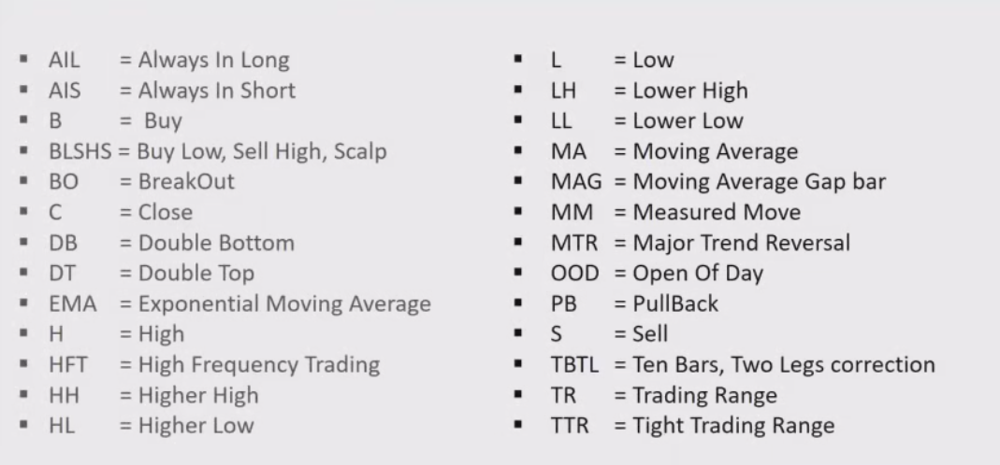 ▪ AIL = Always In Long
▪ AIS = Always In Short
▪ B = Buy
▪ BLSHS = Buy Low, Sell High, Scalp
▪ BO = BreakOut
▪ C = Close
▪ DB = Double Bottom
▪ DT = Double Top
▪ EMA = Exponential Moving Average
▪ H = High
▪ HFT = High Frequency Trading
▪ HH = Higher High
▪ HL = Higher Low
▪ L = Low
▪ LH = Lower High
▪ LL = Lower Low
▪ MA = Moving Average
▪ MAG = Moving Average Gap bar
▪ MM = Measured Move
▪ MTR = Major Trend Reversal
▪ OOD = Open Of Day
▪ PB = PullBack
▪ S = Sell
▪ TBTL = Ten Bars, Two Legs correction
▪ TR = Trading Range
▪ TTR = Tight Trading Range